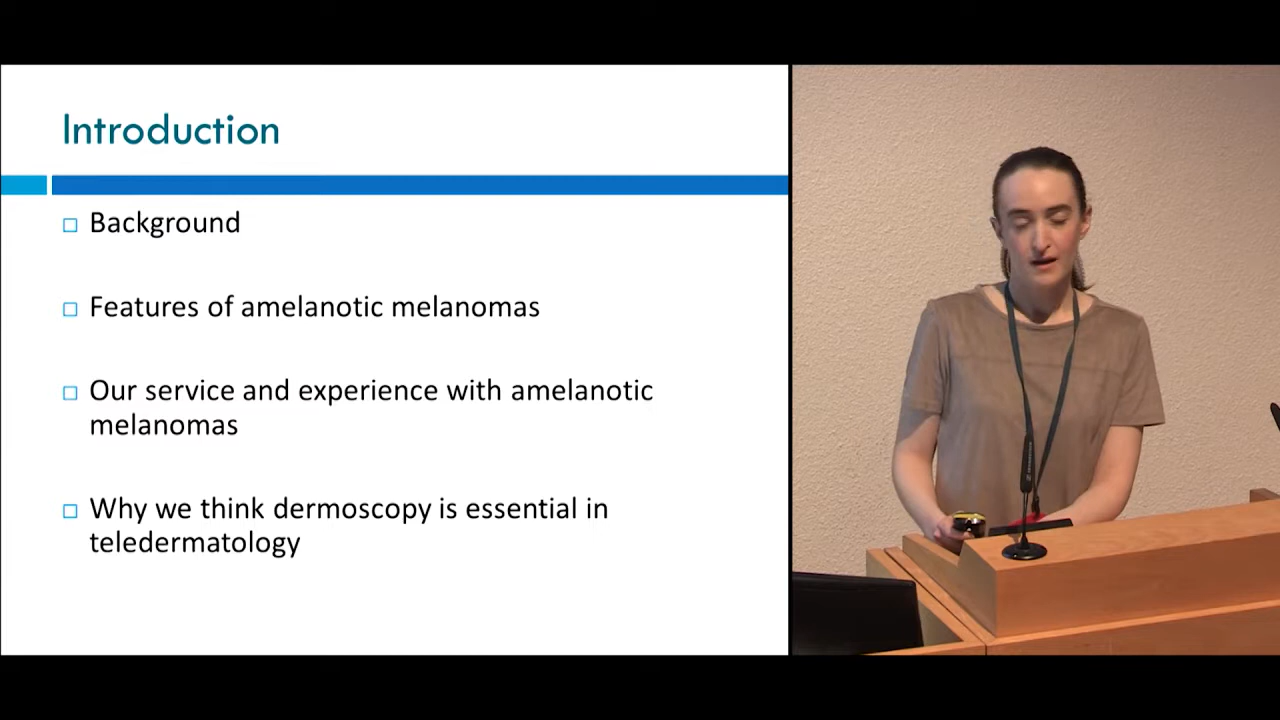 Introduction
Background
Features of amelanotic melanomas
Our service and experience with amelanotic
melanomas
Why we think dermoscopy is essential in
teledermatology